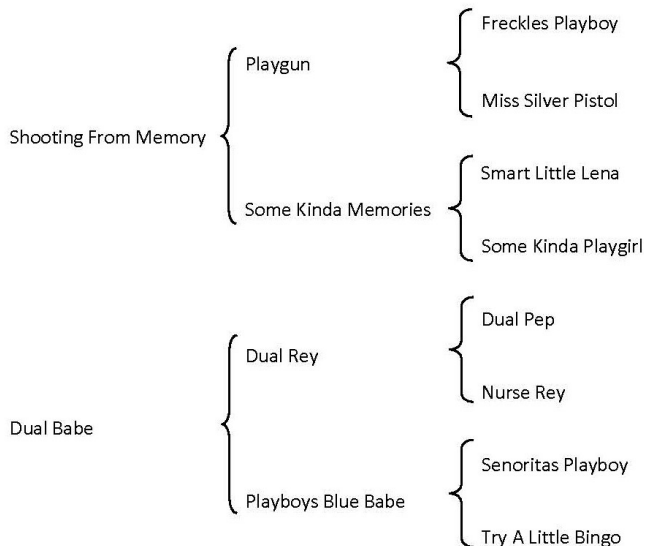 Freckles Playboy
Playgun
Miss Silver Pistol
Shooting From Memory
Smart Little Lena
Some Kinda Memories
Some Kinda Playgirl
Dual Pep
Dual Rey
Nurse Rey
Dual Babe
Senoritas Playboy
Playboys Blue Babe
Try A Little Bingo